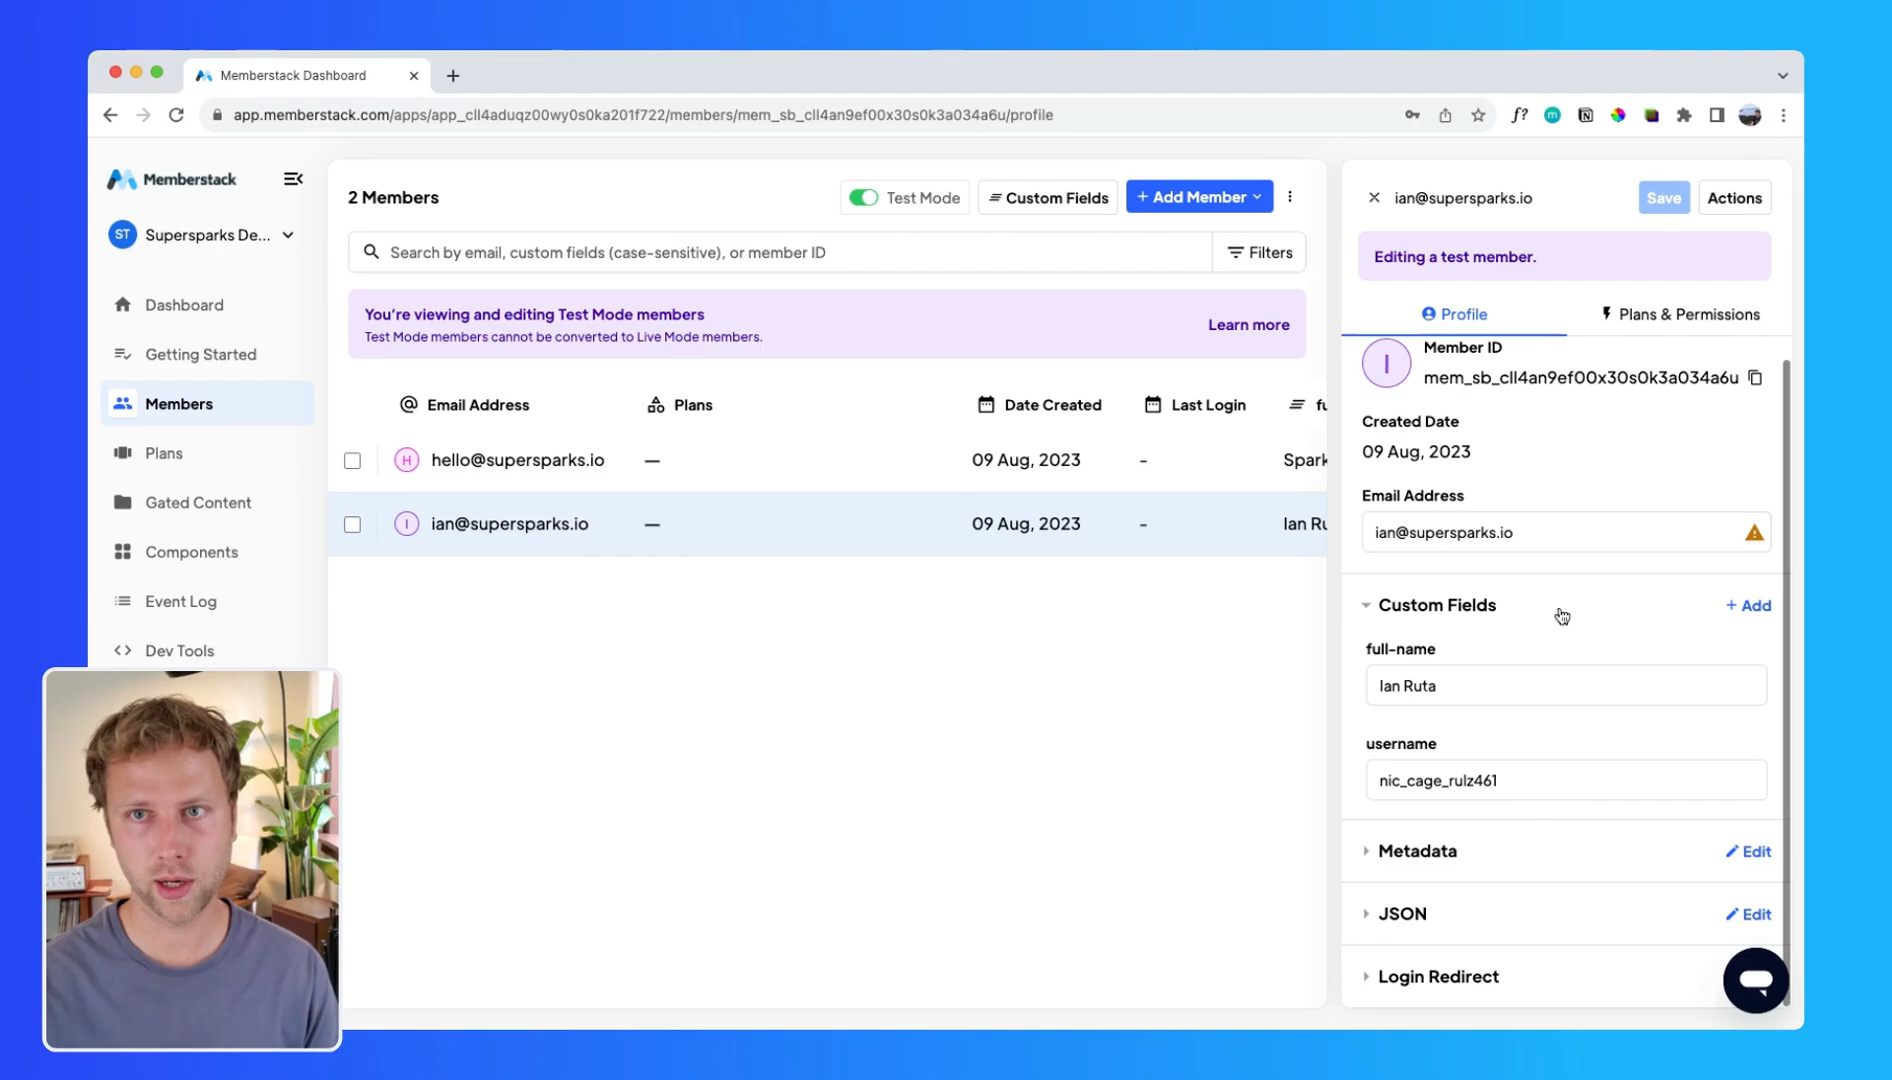 Memberstack Dashboard
app.memberstack.com/apps/app_cll4aduqz00wy0s0ka201f722/members/mem_sb_cll4an9ef00x30s0k3a034a6u/profile
f?
m
Memberstack
ST
Supersparks De...
Dashboard
Getting Started
Members
Plans
Gated Content
Components
Event Log
Dev Tools
2 Members
Test Mode
Custom Fields
+ Add Member
Search by email, custom fields (case-sensitive), or member ID
Filters
You're viewing and editing Test Mode members
Test Mode members cannot be converted to Live Mode members.
Learn more
Email Address Plans Date Created Last Login fu
H hello@supersparks.io — 09 Aug, 2023 - Spark
I ian@supersparks.io — 09 Aug, 2023 - Ian Ru
ian@supersparks.io
Save
Actions
Editing a test member.
Profile
Plans & Permissions
I
Member ID
mem_sb_cll4an9ef00x30s0k3a034a6u
Created Date
09 Aug, 2023
Email Address
ian@supersparks.io
Custom Fields
+ Add
full-name
Ian Ruta
username
nic_cage_rulz461
Metadata
Edit
JSON
Edit
Login Redirect